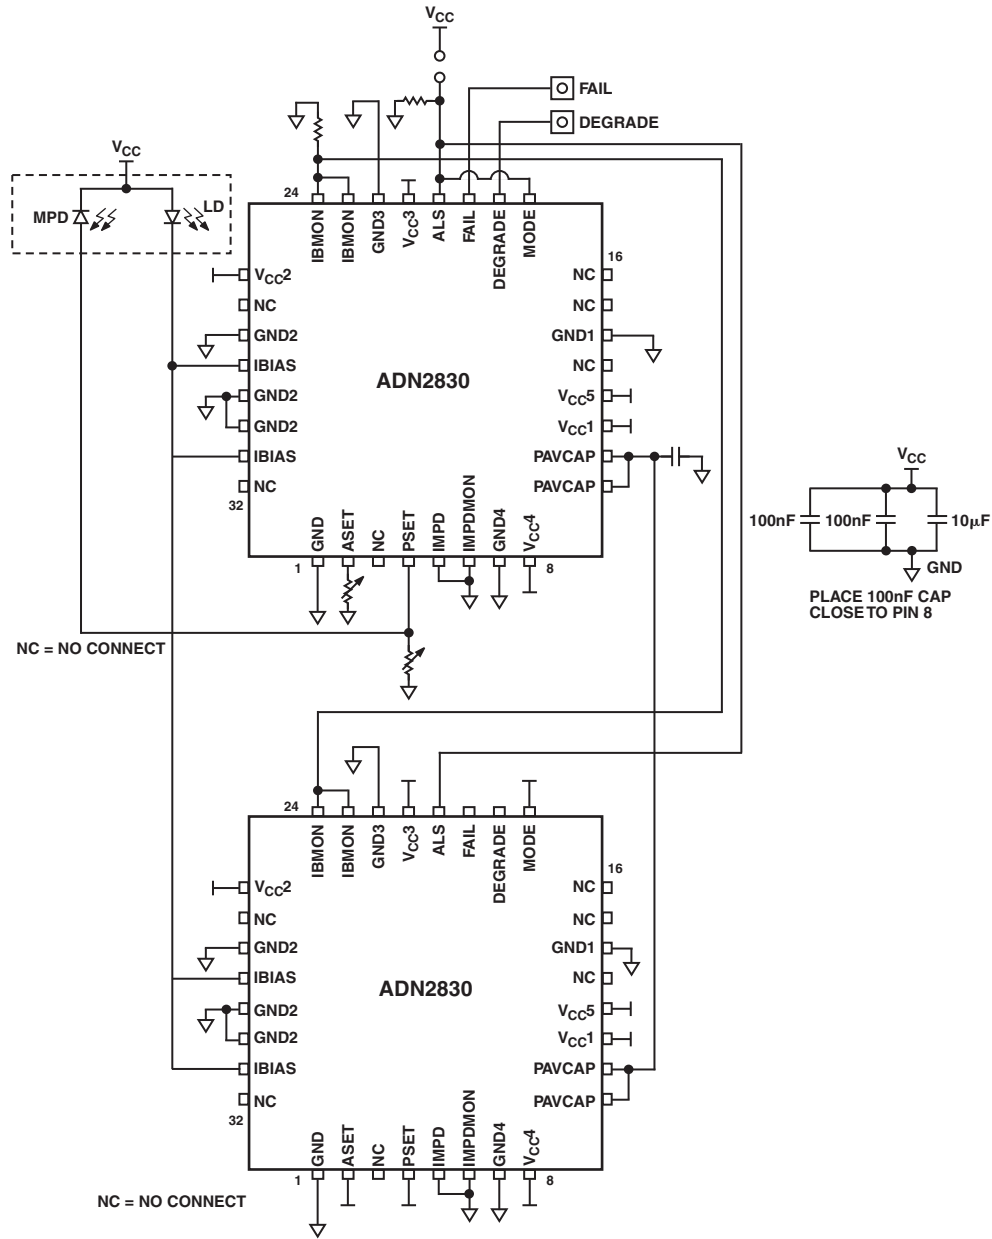 VCC
FAIL
DEGRADE
VCC
MPD
LD
24
IBMON
IBMON
GND3
VCC3
ALS
FAIL
DEGRADE
MODE
16
VCC2
NC
GND2
IBIAS
GND2
GND2
IBIAS
NC
32
ADN2830
NC
NC
GND1
NC
VCC5
VCC1
PAVCAP
PAVCAP
1
GND
ASET
NC
PSET
IMPD
IMPDMON
GND4
VCC4
8
VCC
100nF
100nF
10μF
GND
PLACE 100nF CAP
CLOSE TO PIN 8
NC = NO CONNECT
24
IBMON
IBMON
GND3
VCC3
ALS
FAIL
DEGRADE
MODE
16
VCC2
NC
GND2
IBIAS
GND2
GND2
IBIAS
NC
32
ADN2830
NC
NC
GND1
NC
VCC5
VCC1
PAVCAP
PAVCAP
1
GND
ASET
NC
PSET
IMPD
IMPDMON
GND4
VCC4
8
NC = NO CONNECT